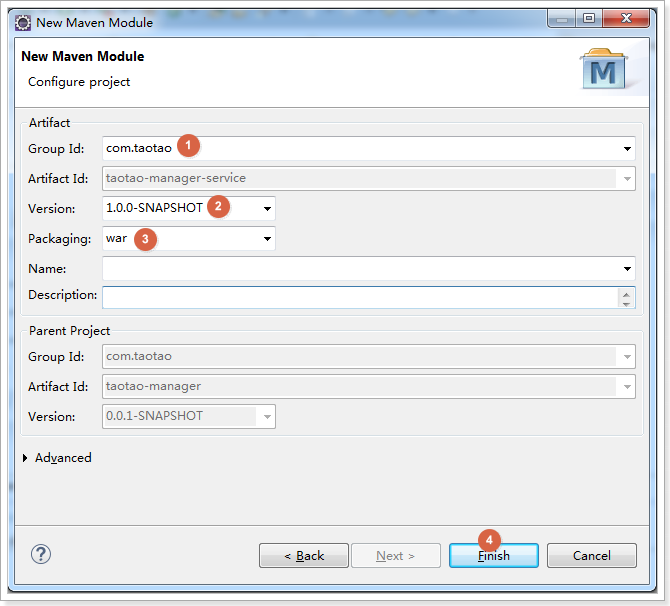 New Maven Module
New Maven Module
Configure project
M
Artifact
Group Id: com.taotao 1
Artifact Id: taotao-manager-service
Version: 1.0.0-SNAPSHOT 2
Packaging: war 3
Name:
Description:
Parent Project
Group Id: com.taotao
Artifact Id: taotao-manager
Version: 0.0.1-SNAPSHOT
Advanced
4
? < Back Next > Finish Cancel